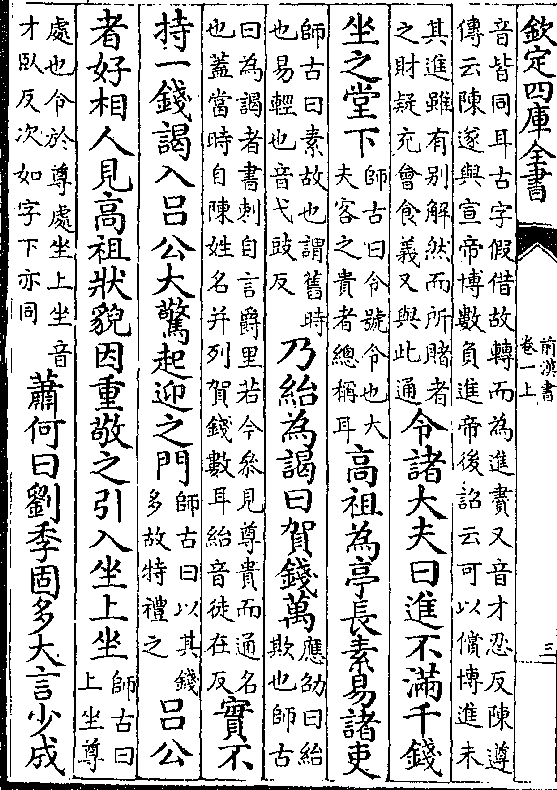 欽定四庫全書
前漢書
卷一上
三
音皆同耳古字假借故轉而為進賮又音才忍反陳遵
傳云陳遂與宣帝博數負進帝後詔云可以償博進未
其進雖有别解然而所賭者
之財疑充會食義又與此通
令諸大夫曰進不滿千錢
坐之堂下
師古曰令號令也大
夫客之貴者總稱耳
高祖為亭長素易諸吏
師古曰素故也謂舊時
也易輕也音弋豉反
乃紿為謁曰賀錢萬
應劭曰紿
欺也師古
曰為謁者書刺自言爵里若今叅見尊貴而通名
也蓋當時自陳姓名并列賀錢數耳紿音徒在反
實不
持一錢謁入吕公大驚起迎之門
師古曰以其錢
多故特禮之
吕公
者好相人見高祖狀貌因重敬之引入坐上坐
師古曰
上坐尊
處也令於尊處坐上坐音
才臥反次如字下亦同
蕭何曰劉季固多大言少成